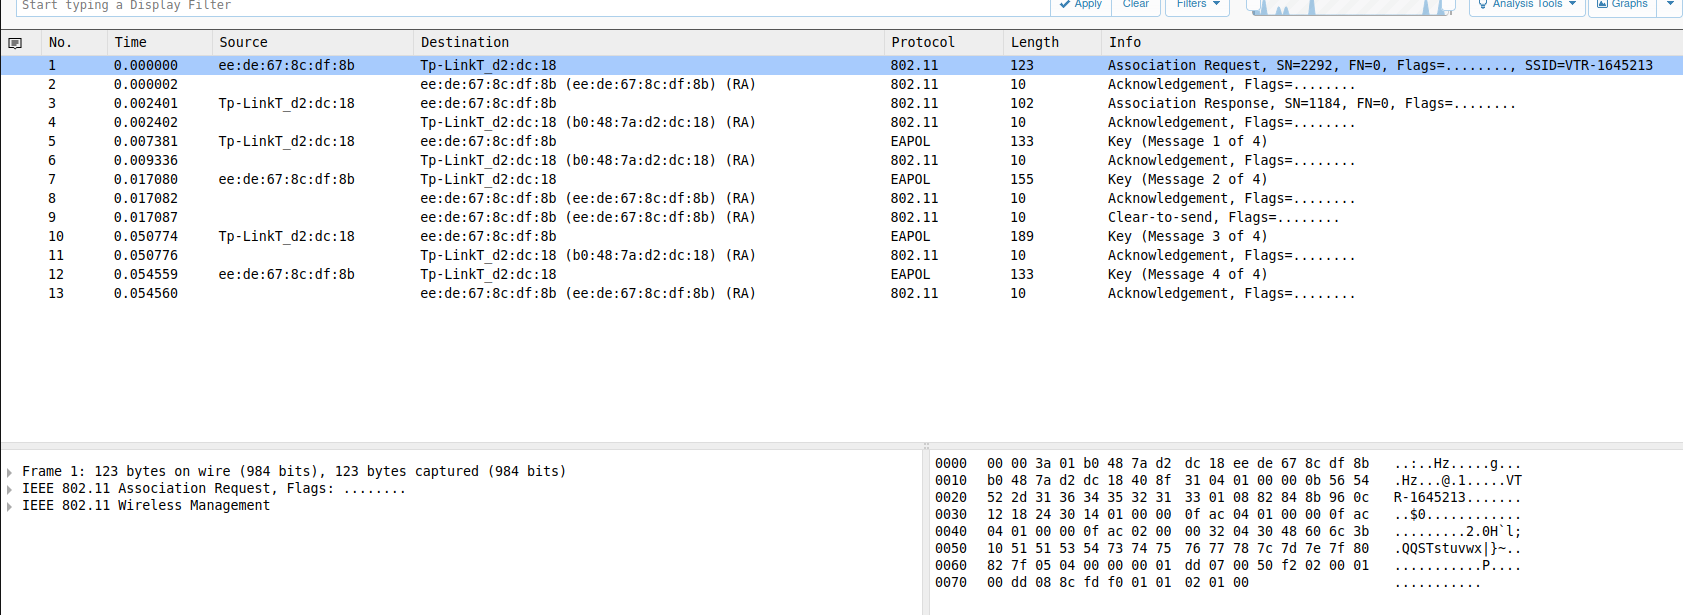 Start typing a Display Filter Apply Clear Filters Analysis Tools Graphs
No. Time Source Destination Protocol Length Info
1 0.000000 ee:de:67:8c:df:8b Tp-LinkT_d2:dc:18 802.11 123 Association Request, SN=2292, FN=0, Flags=........, SSID=VTR-1645213
2 0.000002 ee:de:67:8c:df:8b (ee:de:67:8c:df:8b) (RA) 802.11 10 Acknowledgement, Flags=........
3 0.002401 Tp-LinkT_d2:dc:18 ee:de:67:8c:df:8b 802.11 102 Association Response, SN=1184, FN=0, Flags=........
4 0.002402 Tp-LinkT_d2:dc:18 (b0:48:7a:d2:dc:18) (RA) 802.11 10 Acknowledgement, Flags=........
5 0.007381 Tp-LinkT_d2:dc:18 ee:de:67:8c:df:8b EAPOL 133 Key (Message 1 of 4)
6 0.009336 Tp-LinkT_d2:dc:18 (b0:48:7a:d2:dc:18) (RA) 802.11 10 Acknowledgement, Flags=........
7 0.017080 ee:de:67:8c:df:8b Tp-LinkT_d2:dc:18 EAPOL 155 Key (Message 2 of 4)
8 0.017082 ee:de:67:8c:df:8b (ee:de:67:8c:df:8b) (RA) 802.11 10 Acknowledgement, Flags=........
9 0.017087 ee:de:67:8c:df:8b (ee:de:67:8c:df:8b) (RA) 802.11 10 Clear-to-send, Flags=........
10 0.050774 Tp-LinkT_d2:dc:18 ee:de:67:8c:df:8b EAPOL 189 Key (Message 3 of 4)
11 0.050776 Tp-LinkT_d2:dc:18 (b0:48:7a:d2:dc:18) (RA) 802.11 10 Acknowledgement, Flags=........
12 0.054559 ee:de:67:8c:df:8b Tp-LinkT_d2:dc:18 EAPOL 133 Key (Message 4 of 4)
13 0.054560 ee:de:67:8c:df:8b (ee:de:67:8c:df:8b) (RA) 802.11 10 Acknowledgement, Flags=........
Frame 1: 123 bytes on wire (984 bits), 123 bytes captured (984 bits)
IEEE 802.11 Association Request, Flags: ........
IEEE 802.11 Wireless Management
0000 00 00 3a 01 b0 48 7a d2 dc 18 ee de 67 8c df 8b ..:..Hz.....g...
0010 b0 48 7a d2 dc 18 40 8f 31 04 01 00 00 0b 56 54 .Hz...@.1.....VT
0020 52 2d 31 36 34 35 32 31 33 01 08 82 84 8b 96 0c R-1645213.......
0030 12 18 24 30 14 01 00 00 0f ac 04 01 00 00 0f ac ..$0............
0040 04 01 00 00 0f ac 02 00 00 32 04 30 48 60 6c 3b .........2.0H`l;
0050 10 51 51 53 54 73 74 75 76 77 78 7c 7d 7e 7f 80 .QQSTstuvwx|}~..
0060 82 7f 05 04 00 00 00 01 dd 07 00 50 f2 02 00 01 ...........P....
0070 00 dd 08 8c fd f0 01 01 02 01 00 ...........